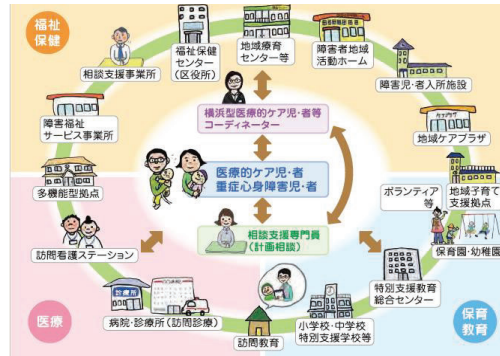 福祉
保健
相談支援事業所
福祉保健
センター
(区役所)
地域療育
センター等
障害者地域
活動ホーム
障害児・者入所施設
障害福祉
サービス事業所
横浜型医療的ケア児・者等
コーディネーター
地域ケアプラザ
多機能型拠点
医療的ケア児・者
重症心身障害児・者
ボランティア
等
地域子育て
支援拠点
訪問看護ステーション
相談支援専門員
(計画相談)
保育園・幼稚園
特別支援教育
総合センター
診療所
病院・診療所(訪問診療)
訪問教育
小学校・中学校
特別支援学校等
医療
保育
教育